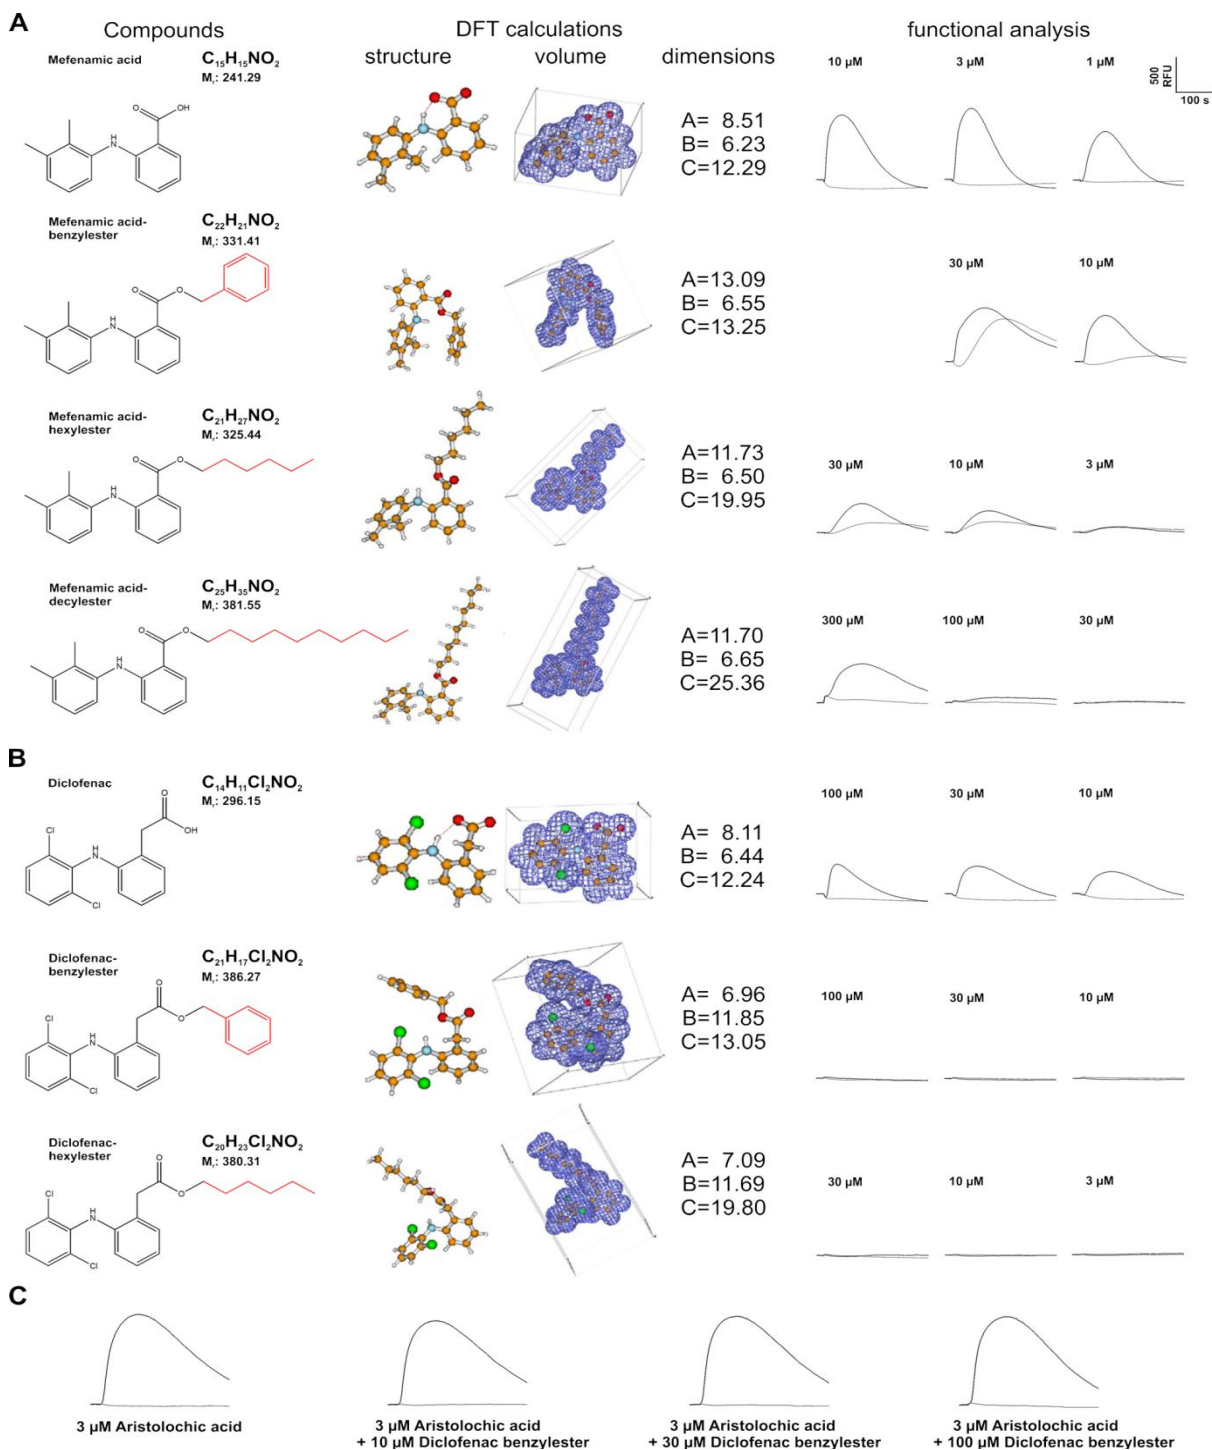 A
Compounds
DFT calculations
functional analysis
structure
volume
dimensions
Mefenamic acid
C₁₅H₁₅NO₂
Mᵣ: 241.29
O
OH
H
N
A= 8.51
B= 6.23
C=12.29
10 µM
3 µM
1 µM
500
RFU
100 s
Mefenamic acid-
benzylester
C₂₂H₂₁NO₂
Mᵣ: 331.41
O
O
H
N
A=13.09
B= 6.55
C=13.25
30 µM
10 µM
Mefenamic acid-
hexylester
C₂₁H₂₇NO₂
Mᵣ: 325.44
O
O
H
N
A=11.73
B= 6.50
C=19.95
30 µM
10 µM
3 µM
Mefenamic acid-
decylester
C₂₅H₃₅NO₂
Mᵣ: 381.55
O
O
H
N
A=11.70
B= 6.65
C=25.36
300 µM
100 µM
30 µM
B
Diclofenac
C₁₄H₁₁Cl₂NO₂
Mᵣ: 296.15
O
Cl
OH
H
N
Cl
A= 8.11
B= 6.44
C=12.24
100 µM
30 µM
10 µM
Diclofenac-
benzylester
C₂₁H₁₇Cl₂NO₂
Mᵣ: 386.27
O
Cl
O
H
N
Cl
A= 6.96
B=11.85
C=13.05
100 µM
30 µM
10 µM
Diclofenac-
hexylester
C₂₀H₂₃Cl₂NO₂
Mᵣ: 380.31
O
Cl
O
H
N
Cl
A= 7.09
B=11.69
C=19.80
30 µM
10 µM
3 µM
C
3 µM Aristolochic acid
3 µM Aristolochic acid
+ 10 µM Diclofenac benzylester
3 µM Aristolochic acid
+ 30 µM Diclofenac benzylester
3 µM Aristolochic acid
+ 100 µM Diclofenac benzylester